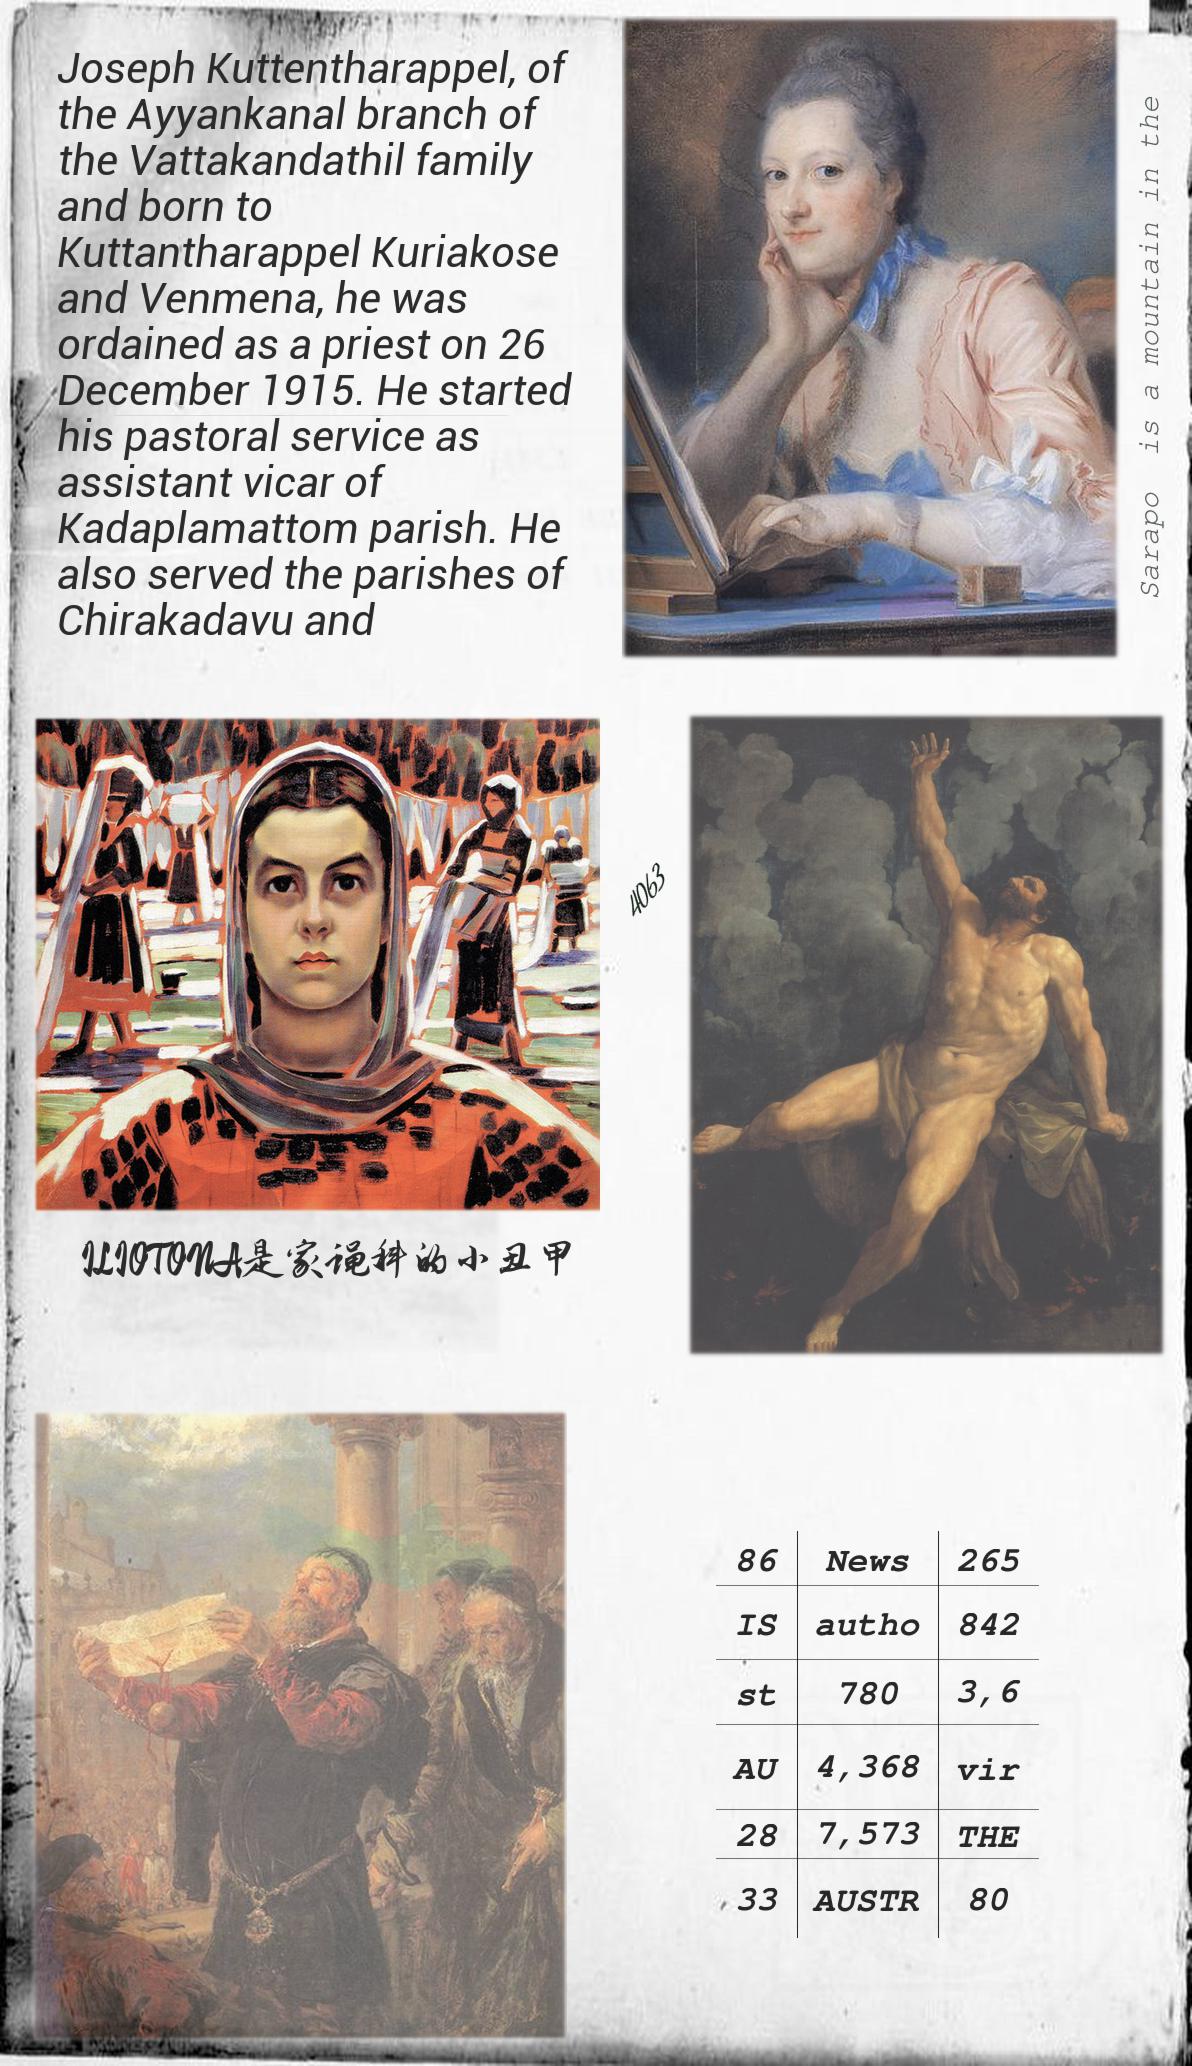 Joseph Kuttentharappel, of
the Ayyankanal branch of
the Vattakandathil family
and born to
Kuttantharappel Kuriakose
and Venmena, he was
ordained as a priest on 26
December 1915. He started
his pastoral service as
assistant vicar of
Kadaplamattom parish. He
also served the parishes of
Chirakadavu and
Sarapo is a mountain in the
4063
ILIOTONA是家蝇科的小丑甲
86 News 265
IS autho 842
st 780 3,6
AU 4,368 vir
28 7,573 THE
33 AUSTR 80